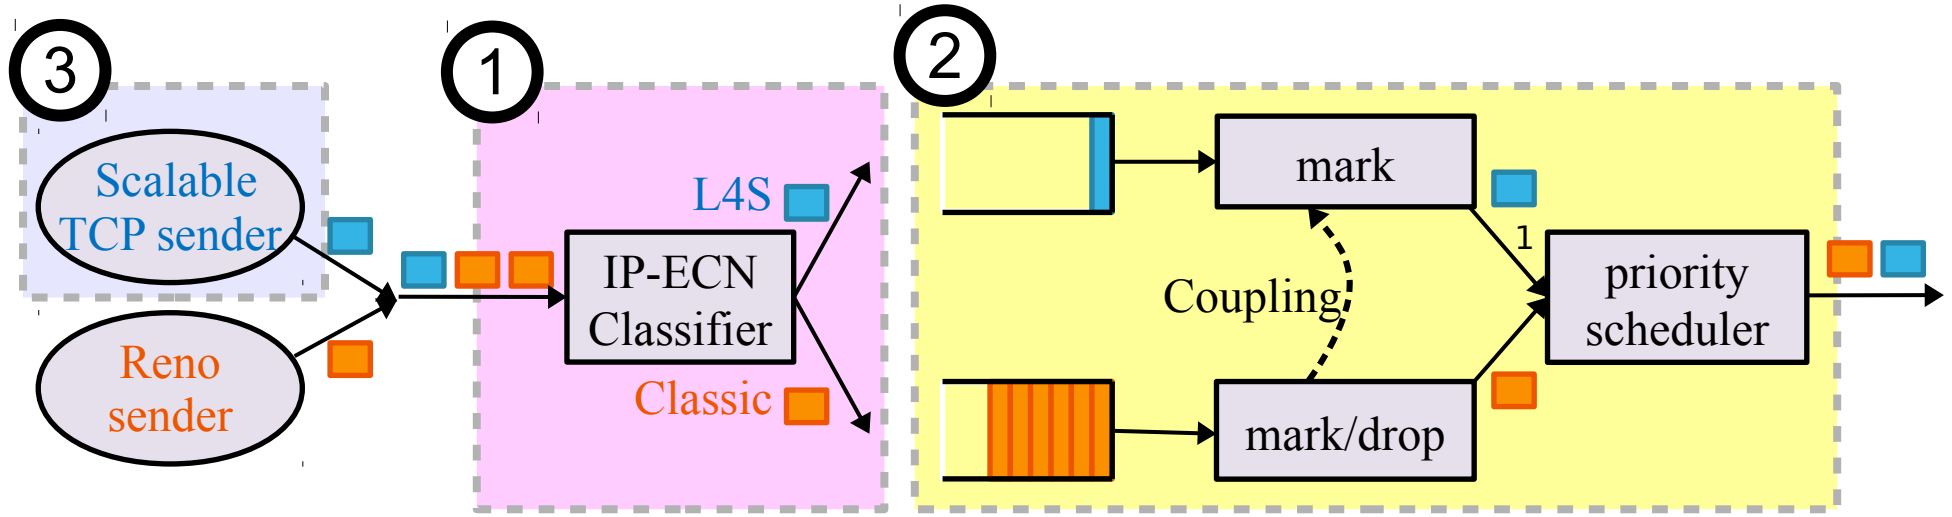 3
1
2
Scalable
TCP sender
Reno
sender
L4S
IP-ECN
Classifier
Classic
mark
Coupling
mark/drop
1
priority
scheduler